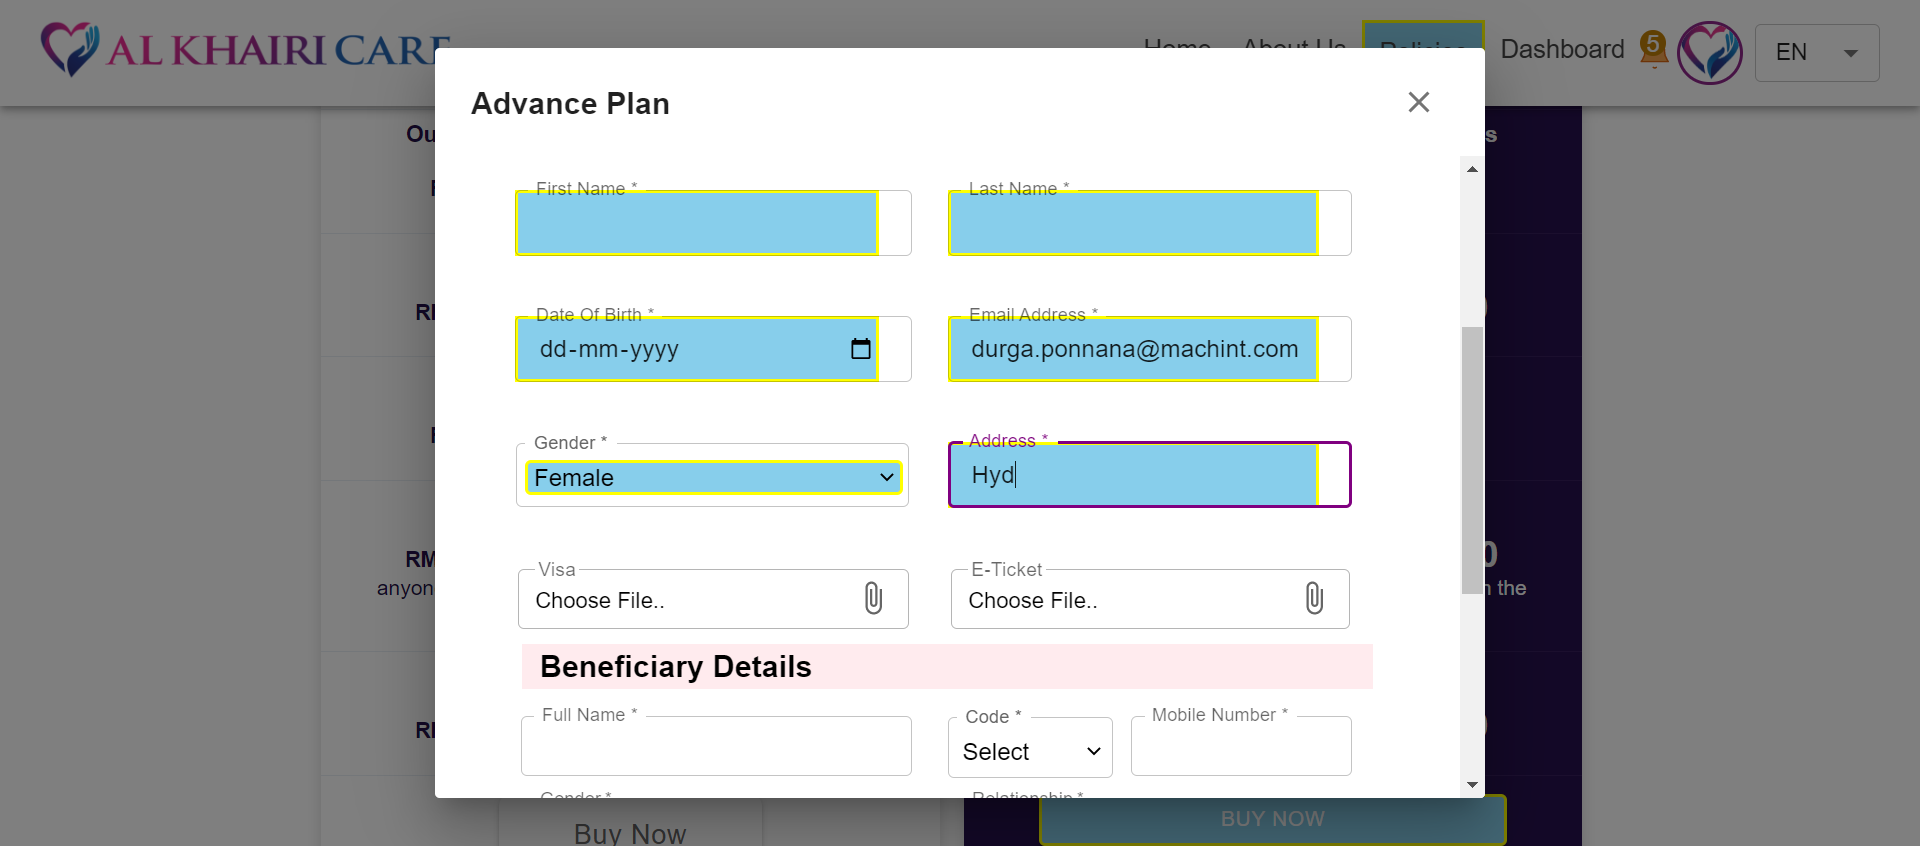 AL KHAIRI CARE
Home About Us Policies Dashboard 5 EN
Advance Plan
First Name *
Last Name *
Date Of Birth *
dd-mm-yyyy
Email Address *
durga.ponnana@machint.com
Gender *
Female
Address *
Hyd
Visa
Choose File..
E-Ticket
Choose File..
Beneficiary Details
Full Name *
Code *
Select
Mobile Number *
Gender *
Relationship *
Buy Now
BUY NOW
Ou
RM
anyon
the